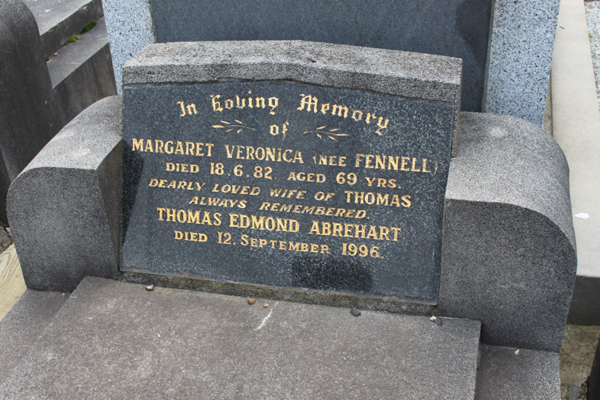 In Loving Memory
of
MARGARET VERONICA (NEE FENNELL)
DIED 18.6.82. AGED 69 YRS.
DEARLY LOVED WIFE OF THOMAS
ALWAYS REMEMBERED.
THOMAS EDMOND ABREHART
DIED 12. SEPTEMBER 1996.